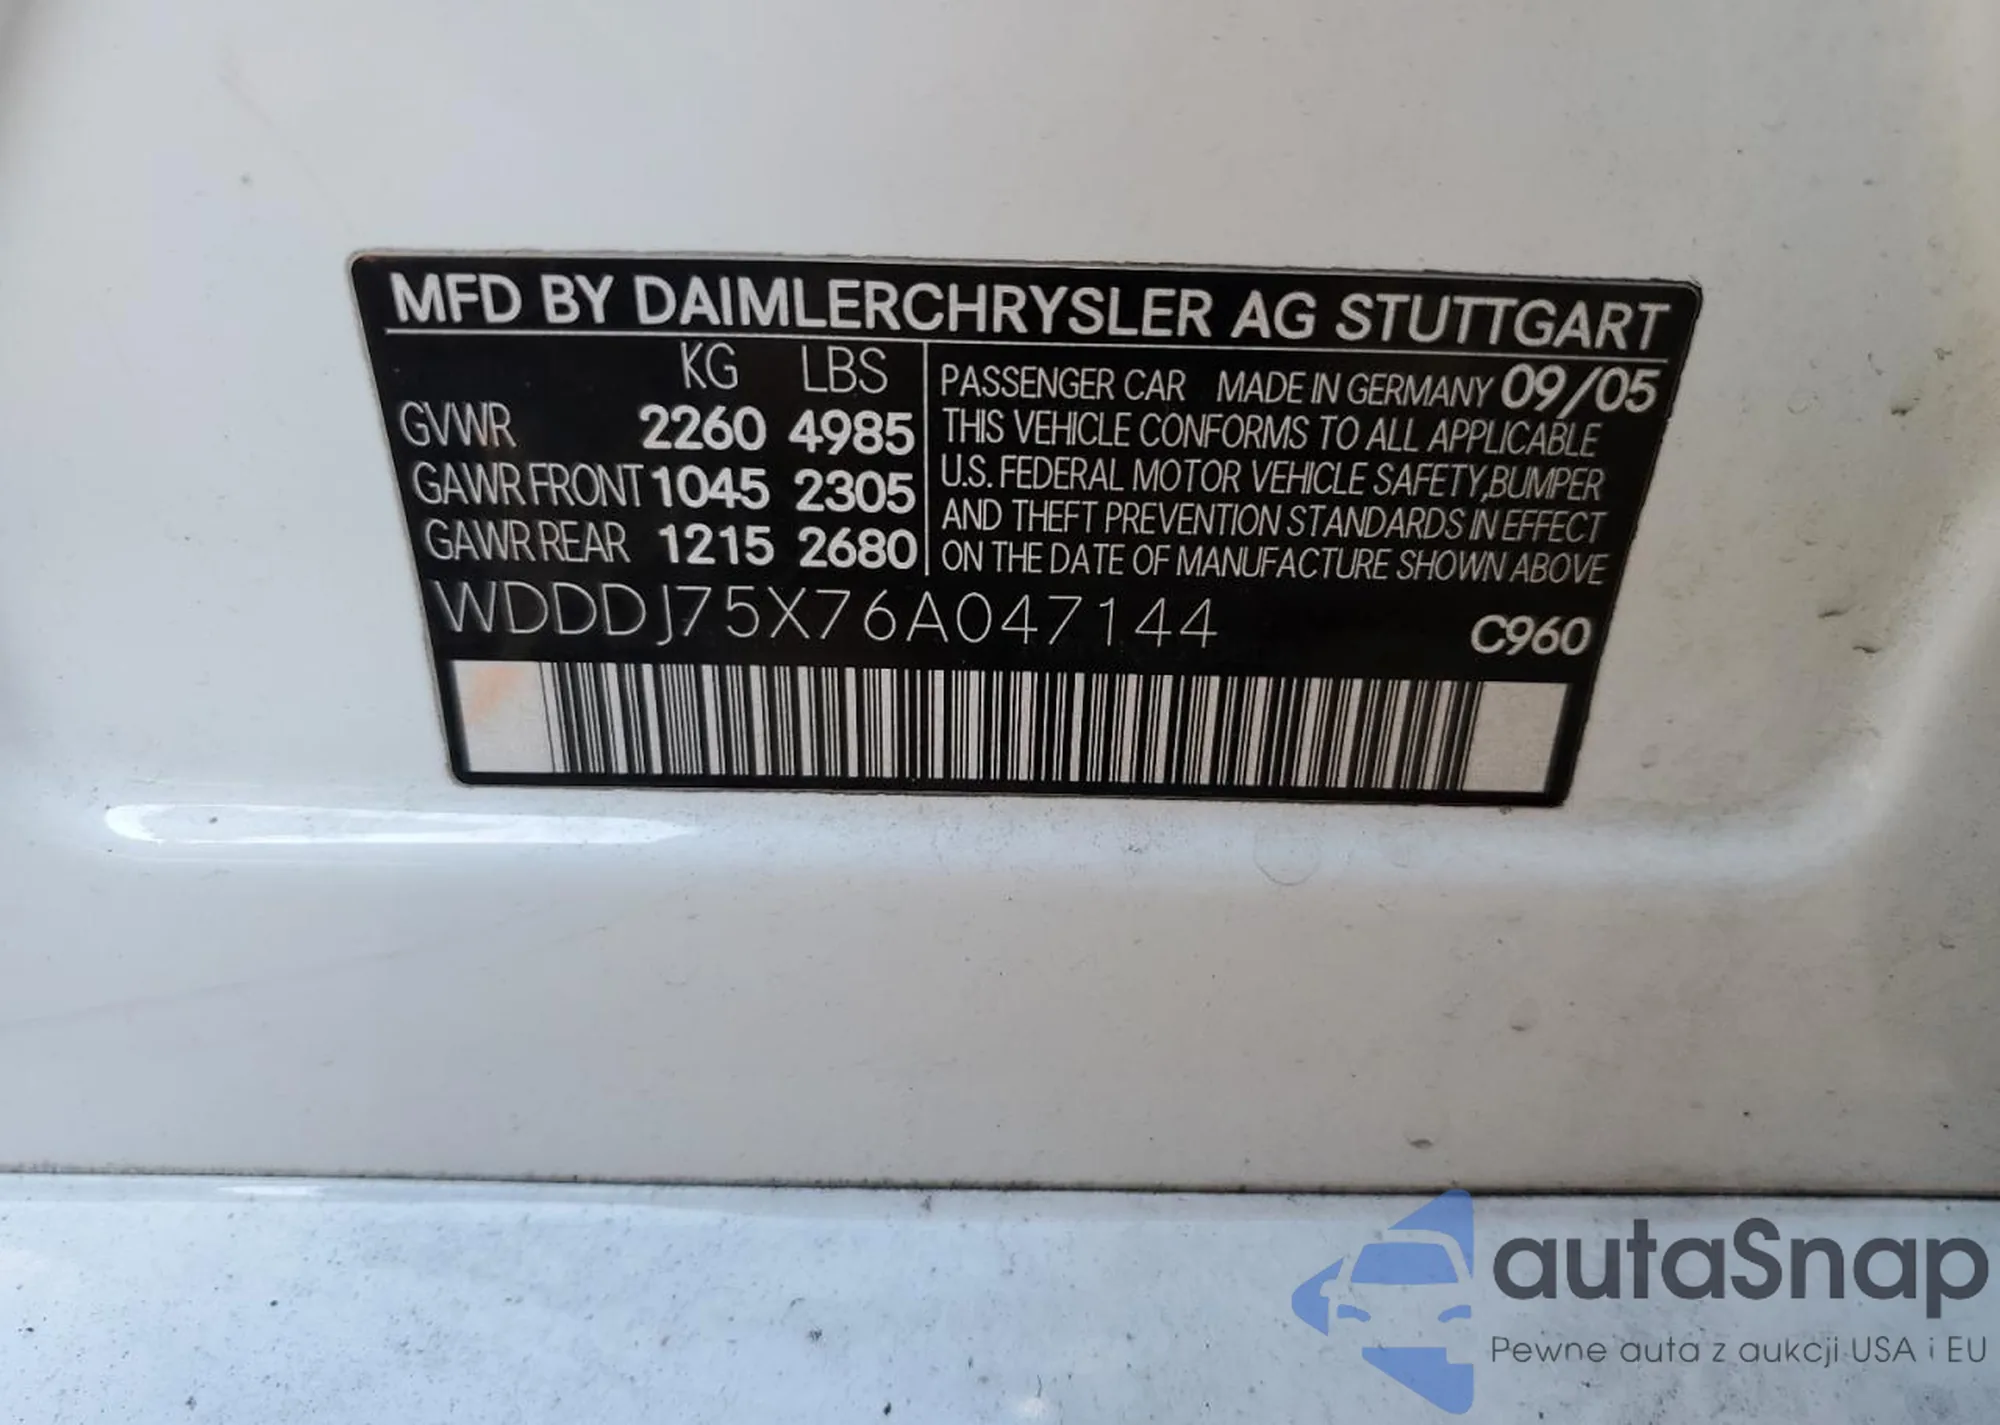 MFD BY DAIMLERCHRYSLER AG STUTTGART
KG LBS
GVWR 2260 4985
GAWR FRONT 1045 2305
GAWR REAR 1215 2680
PASSENGER CAR MADE IN GERMANY 09/05
THIS VEHICLE CONFORMS TO ALL APPLICABLE
U.S. FEDERAL MOTOR VEHICLE SAFETY,BUMPER
AND THEFT PREVENTION STANDARDS IN EFFECT
ON THE DATE OF MANUFACTURE SHOWN ABOVE
WDDDJ75X76A047144
C960
autaSnap
Pewne auta z aukcji USA i EU